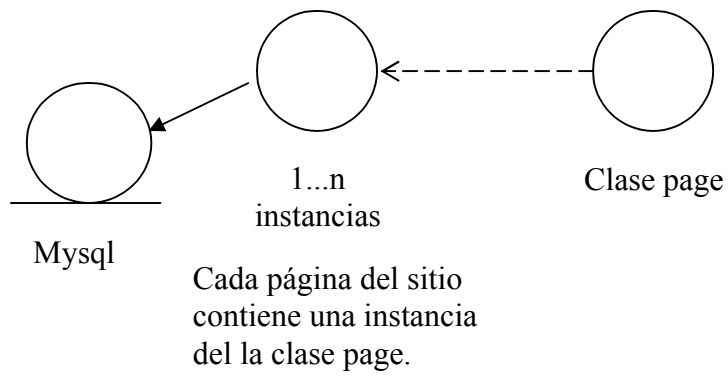 1...n
instancias
Clase page
Mysql
Cada página del sitio
contiene una instancia
del la clase page.